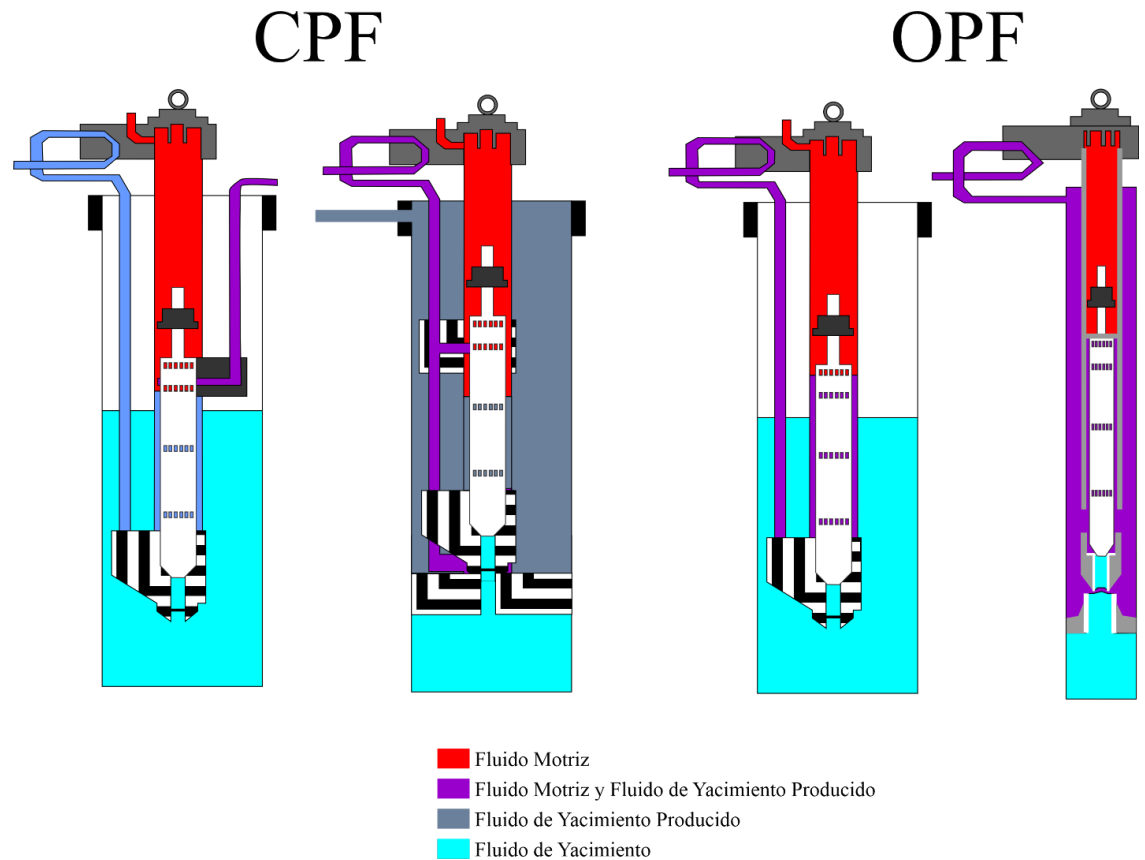 CPF
OPF
Fluido Motriz
Fluido Motriz y Fluido de Yacimiento Producido
Fluido de Yacimiento Producido
Fluido de Yacimiento